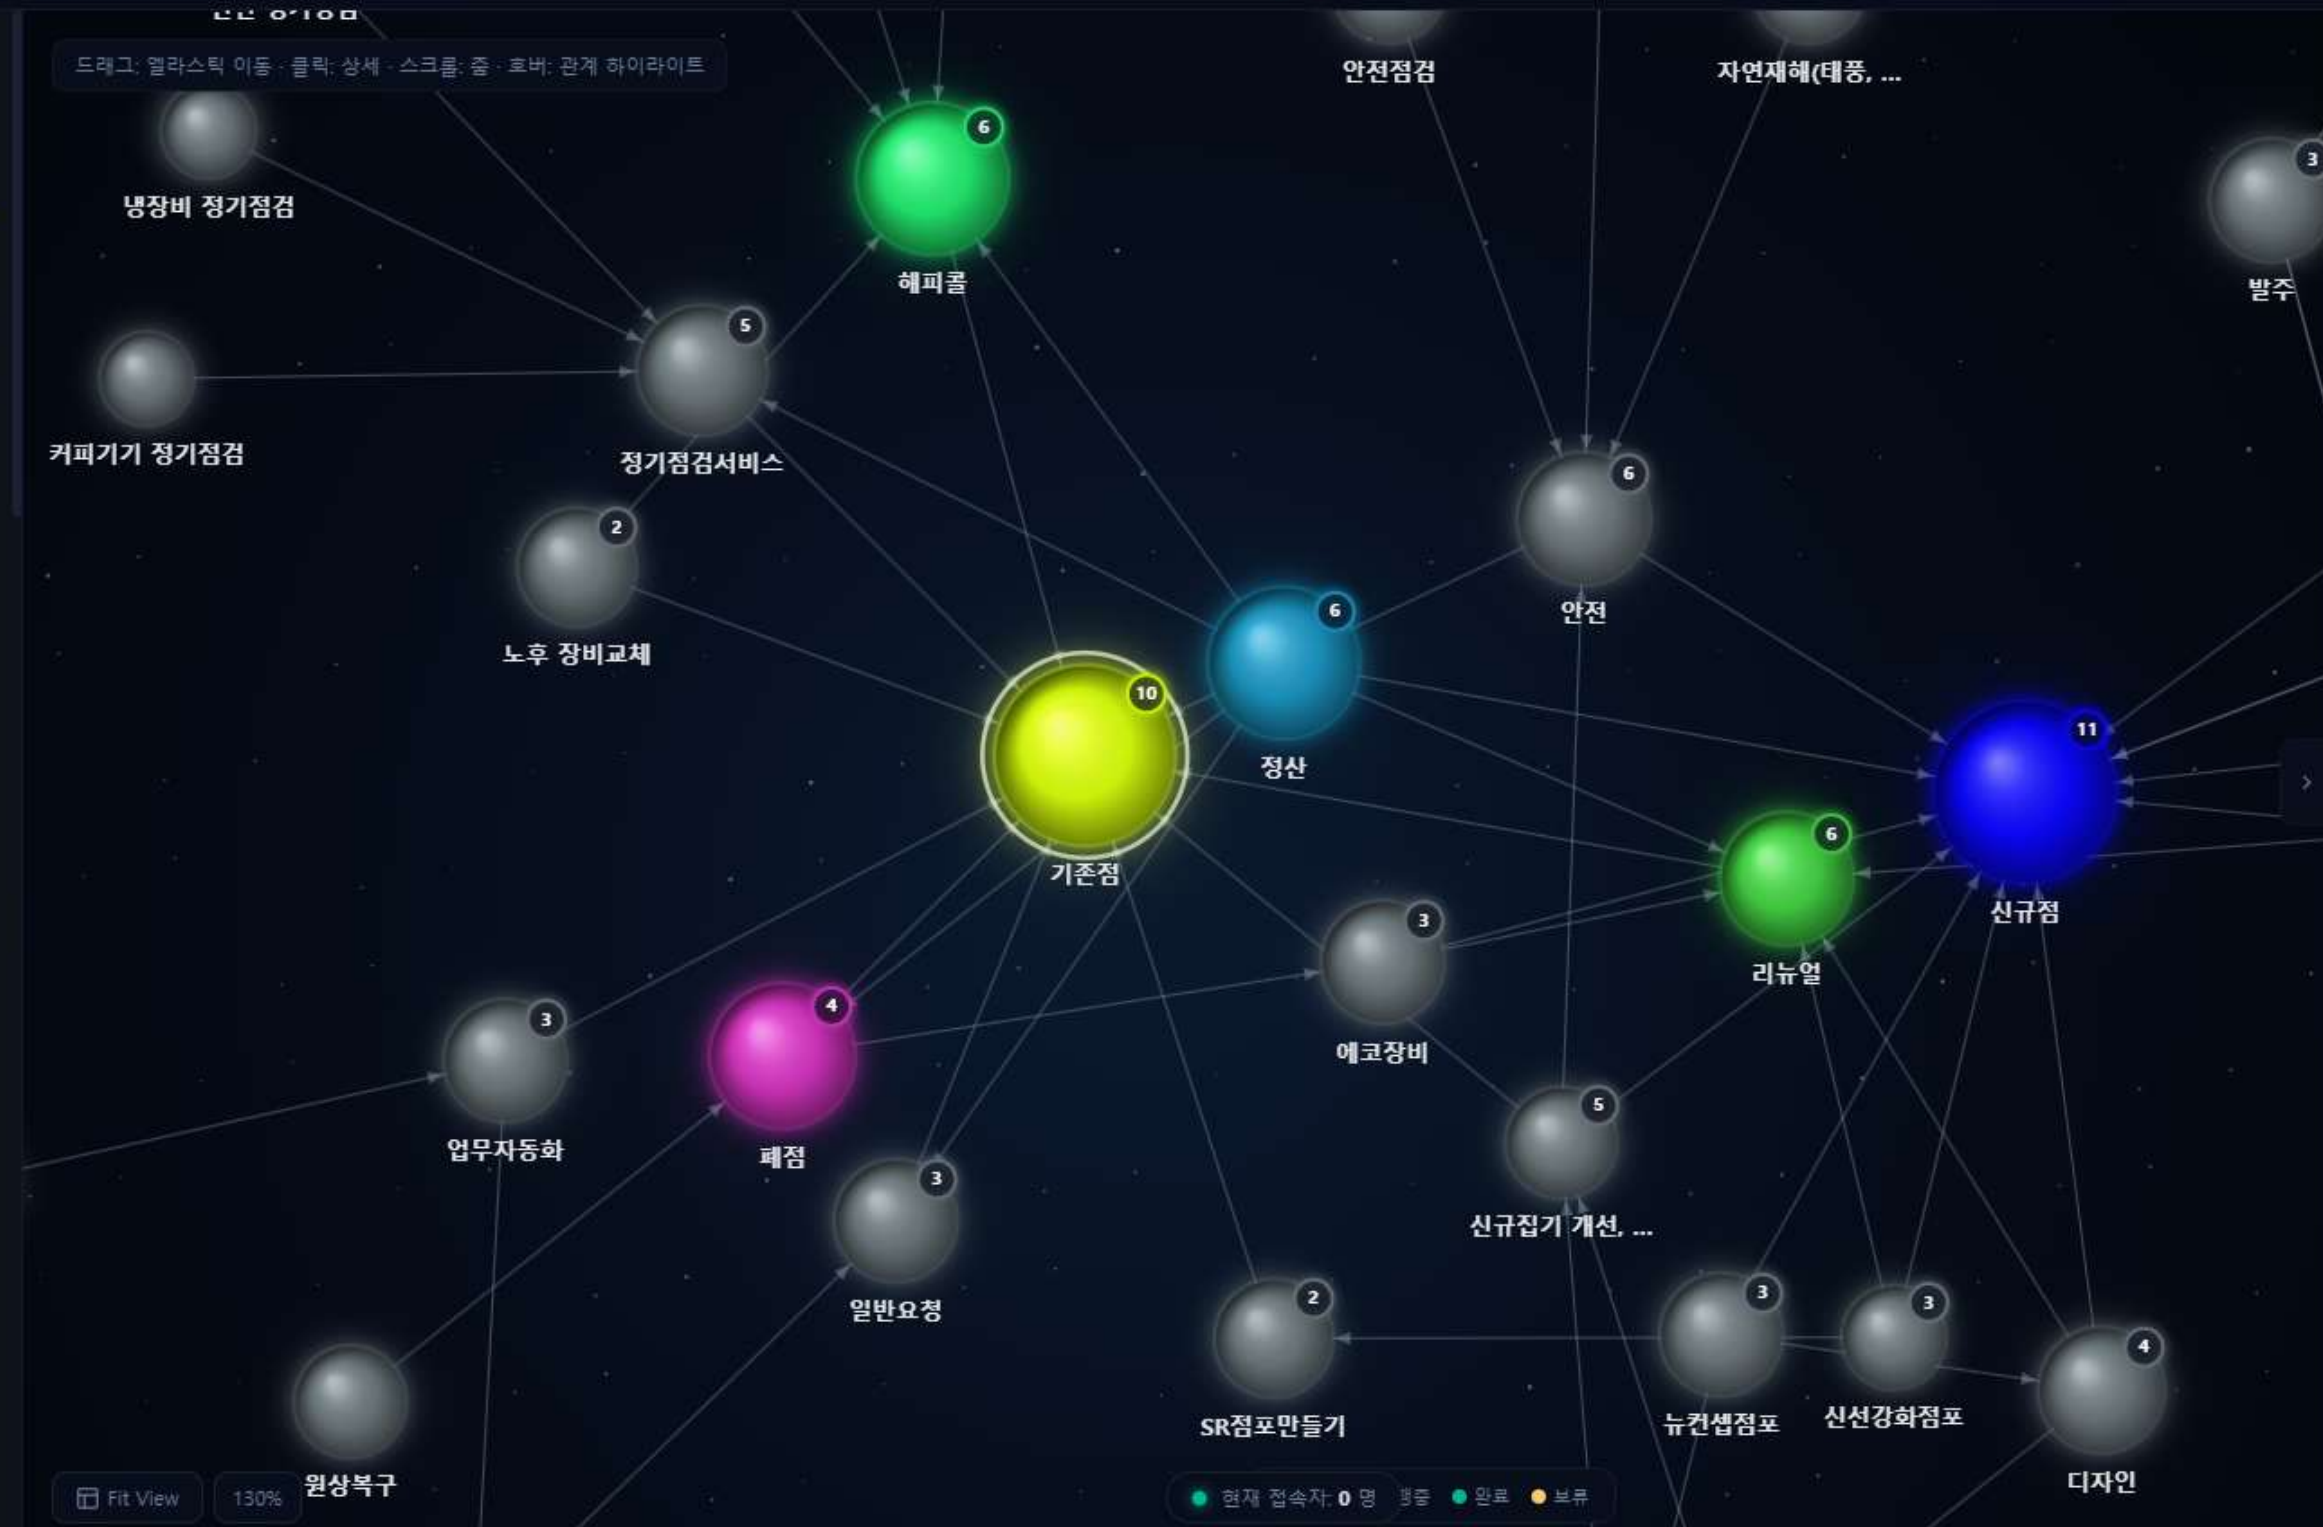 드래그: 엘라스틱 이동 · 클릭: 상세 · 스크롤: 줌 · 호버: 관계 하이라이트
안전점검
자연재해(태풍, ...
6
3
냉장비 정기점검
해피콜
발주
5
커피기기 정기점검
정기점검서비스
6
2
안전
노후 장비교체
6
10
정산
11
6
기존점
신규점
3
리뉴얼
3
4
에코장비
5
업무자동화
폐점
3
신규집기 개선, ...
일반요청
2
3
3
4
SR점포만들기
뉴컨셉점포
신선강화점포
디자인
원상복구
Fit View
130%
현재 접속자: 0 명
완료
보류